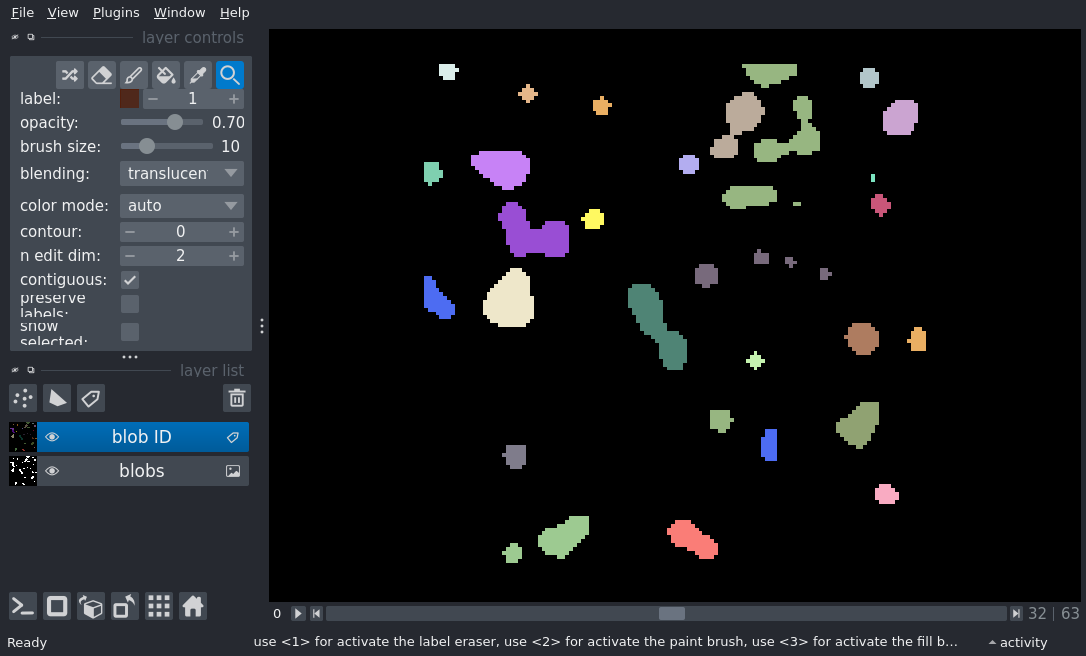 File View Plugins Window Help
layer controls
label: 1
opacity: 0.70
brush size: 10
blending: translucen
color mode: auto
contour: 0
n edit dim: 2
contiguous:
preserve
labels:
show
selected:
layer list
blob ID
blobs
0 32 63
Ready use <1> for activate the label eraser, use <2> for activate the paint brush, use <3> for activate the fill b... activity